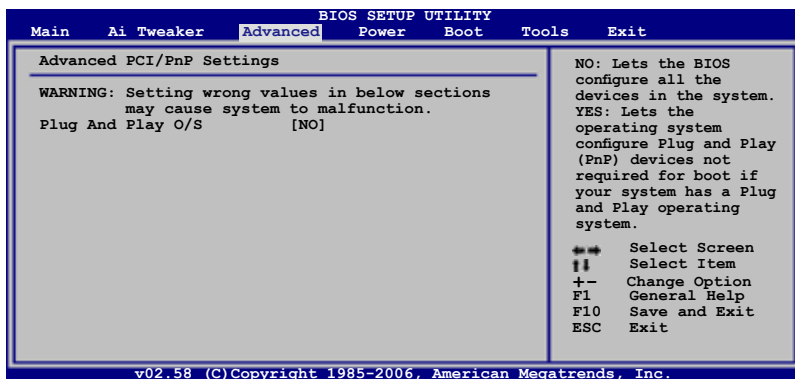 BIOS SETUP UTILITY
Main Ai Tweaker Advanced Power Boot Tools Exit
Advanced PCI/PnP Settings
WARNING: Setting wrong values in below sections
may cause system to malfunction.
Plug And Play O/S [NO]
NO: Lets the BIOS
configure all the
devices in the system.
YES: Lets the
operating system
configure Plug and Play
(PnP) devices not
required for boot if
your system has a Plug
and Play operating
system.
←→ Select Screen
↑↓ Select Item
+- Change Option
F1 General Help
F10 Save and Exit
ESC Exit
v02.58 (C)Copyright 1985-2006, American Megatrends, Inc.